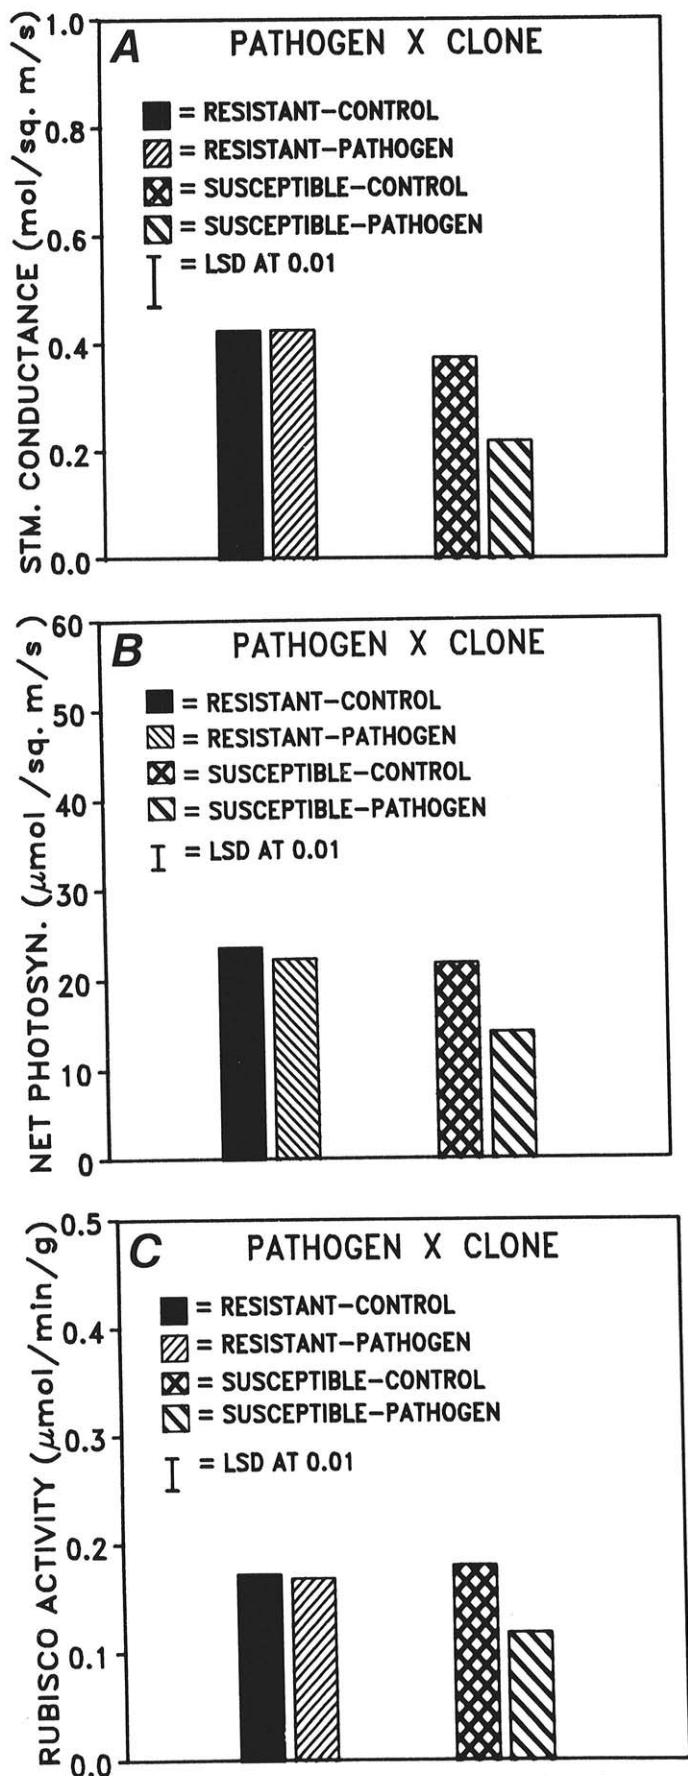 A PATHOGEN X CLONE
1.0
0.8
0.6
0.4
0.2
0.0
STM. CONDUCTANCE (mol/sq. m/s)
= RESISTANT-CONTROL
= RESISTANT-PATHOGEN
= SUSCEPTIBLE-CONTROL
= SUSCEPTIBLE-PATHOGEN
= LSD AT 0.01
B PATHOGEN X CLONE
60
50
40
30
20
10
0
NET PHOTOSYN. (μmol /sq. m/s )
= RESISTANT-CONTROL
= RESISTANT-PATHOGEN
= SUSCEPTIBLE-CONTROL
= SUSCEPTIBLE-PATHOGEN
= LSD AT 0.01
C PATHOGEN X CLONE
0.5
0.4
0.3
0.2
0.1
0.0
RUBISCO ACTIVITY (μmol/min/g)
= RESISTANT-CONTROL
= RESISTANT-PATHOGEN
= SUSCEPTIBLE-CONTROL
= SUSCEPTIBLE-PATHOGEN
= LSD AT 0.01